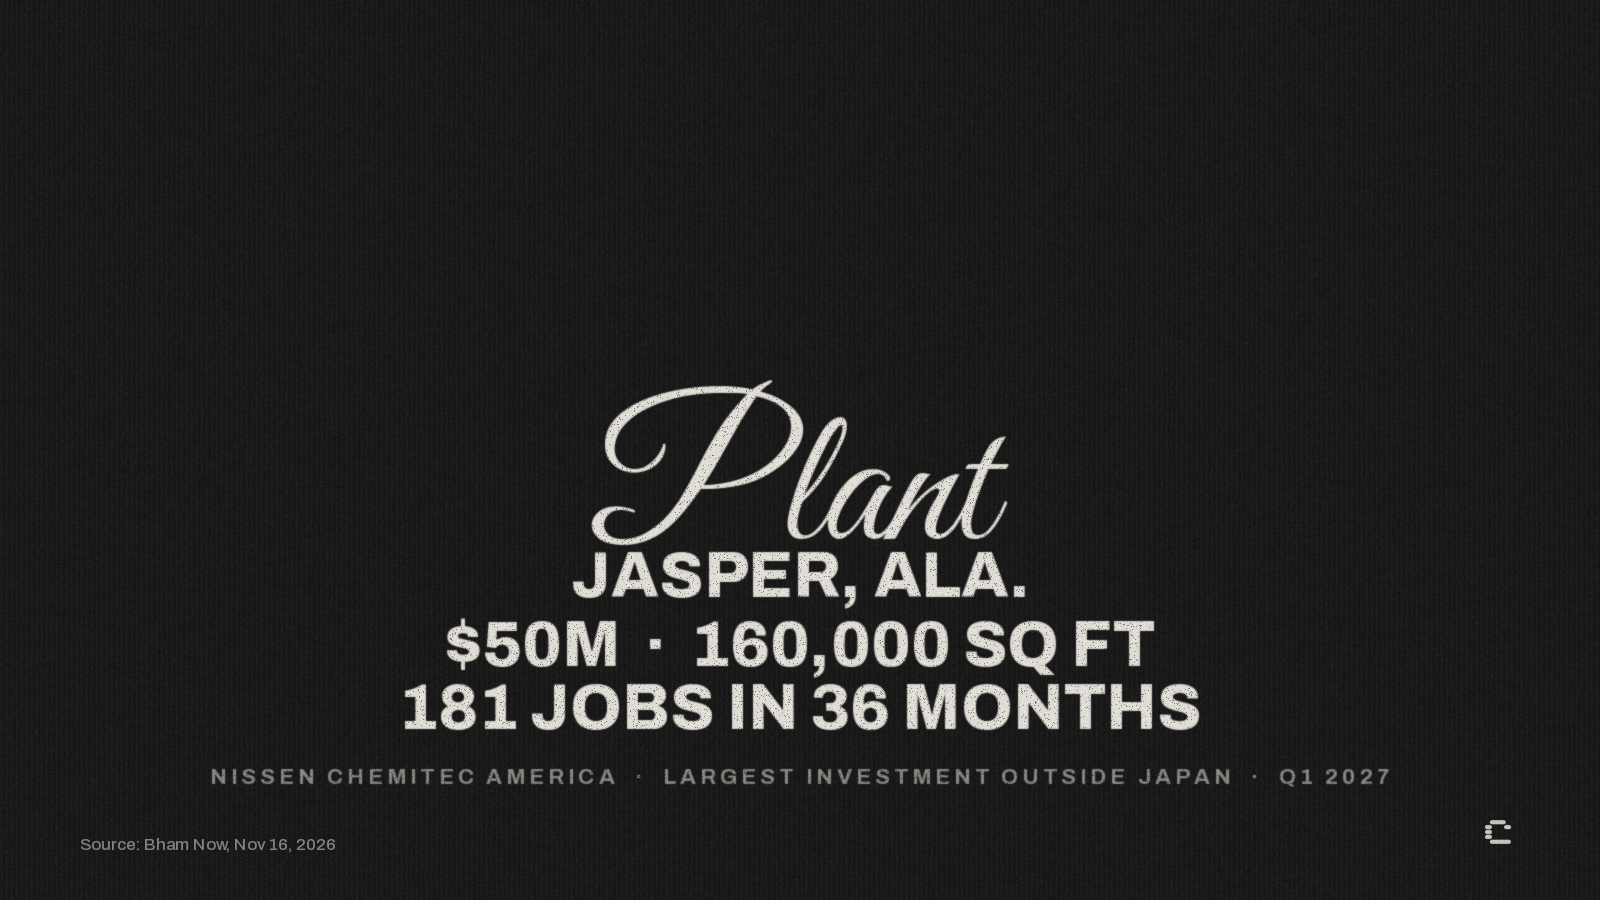 Plant
JASPER, ALA.
$50M · 160,000 SQ FT
181 JOBS IN 36 MONTHS
NISSEN CHEMITEC AMERICA · LARGEST INVESTMENT OUTSIDE JAPAN · Q1 2027
Source: Bham Now, Nov 16, 2026